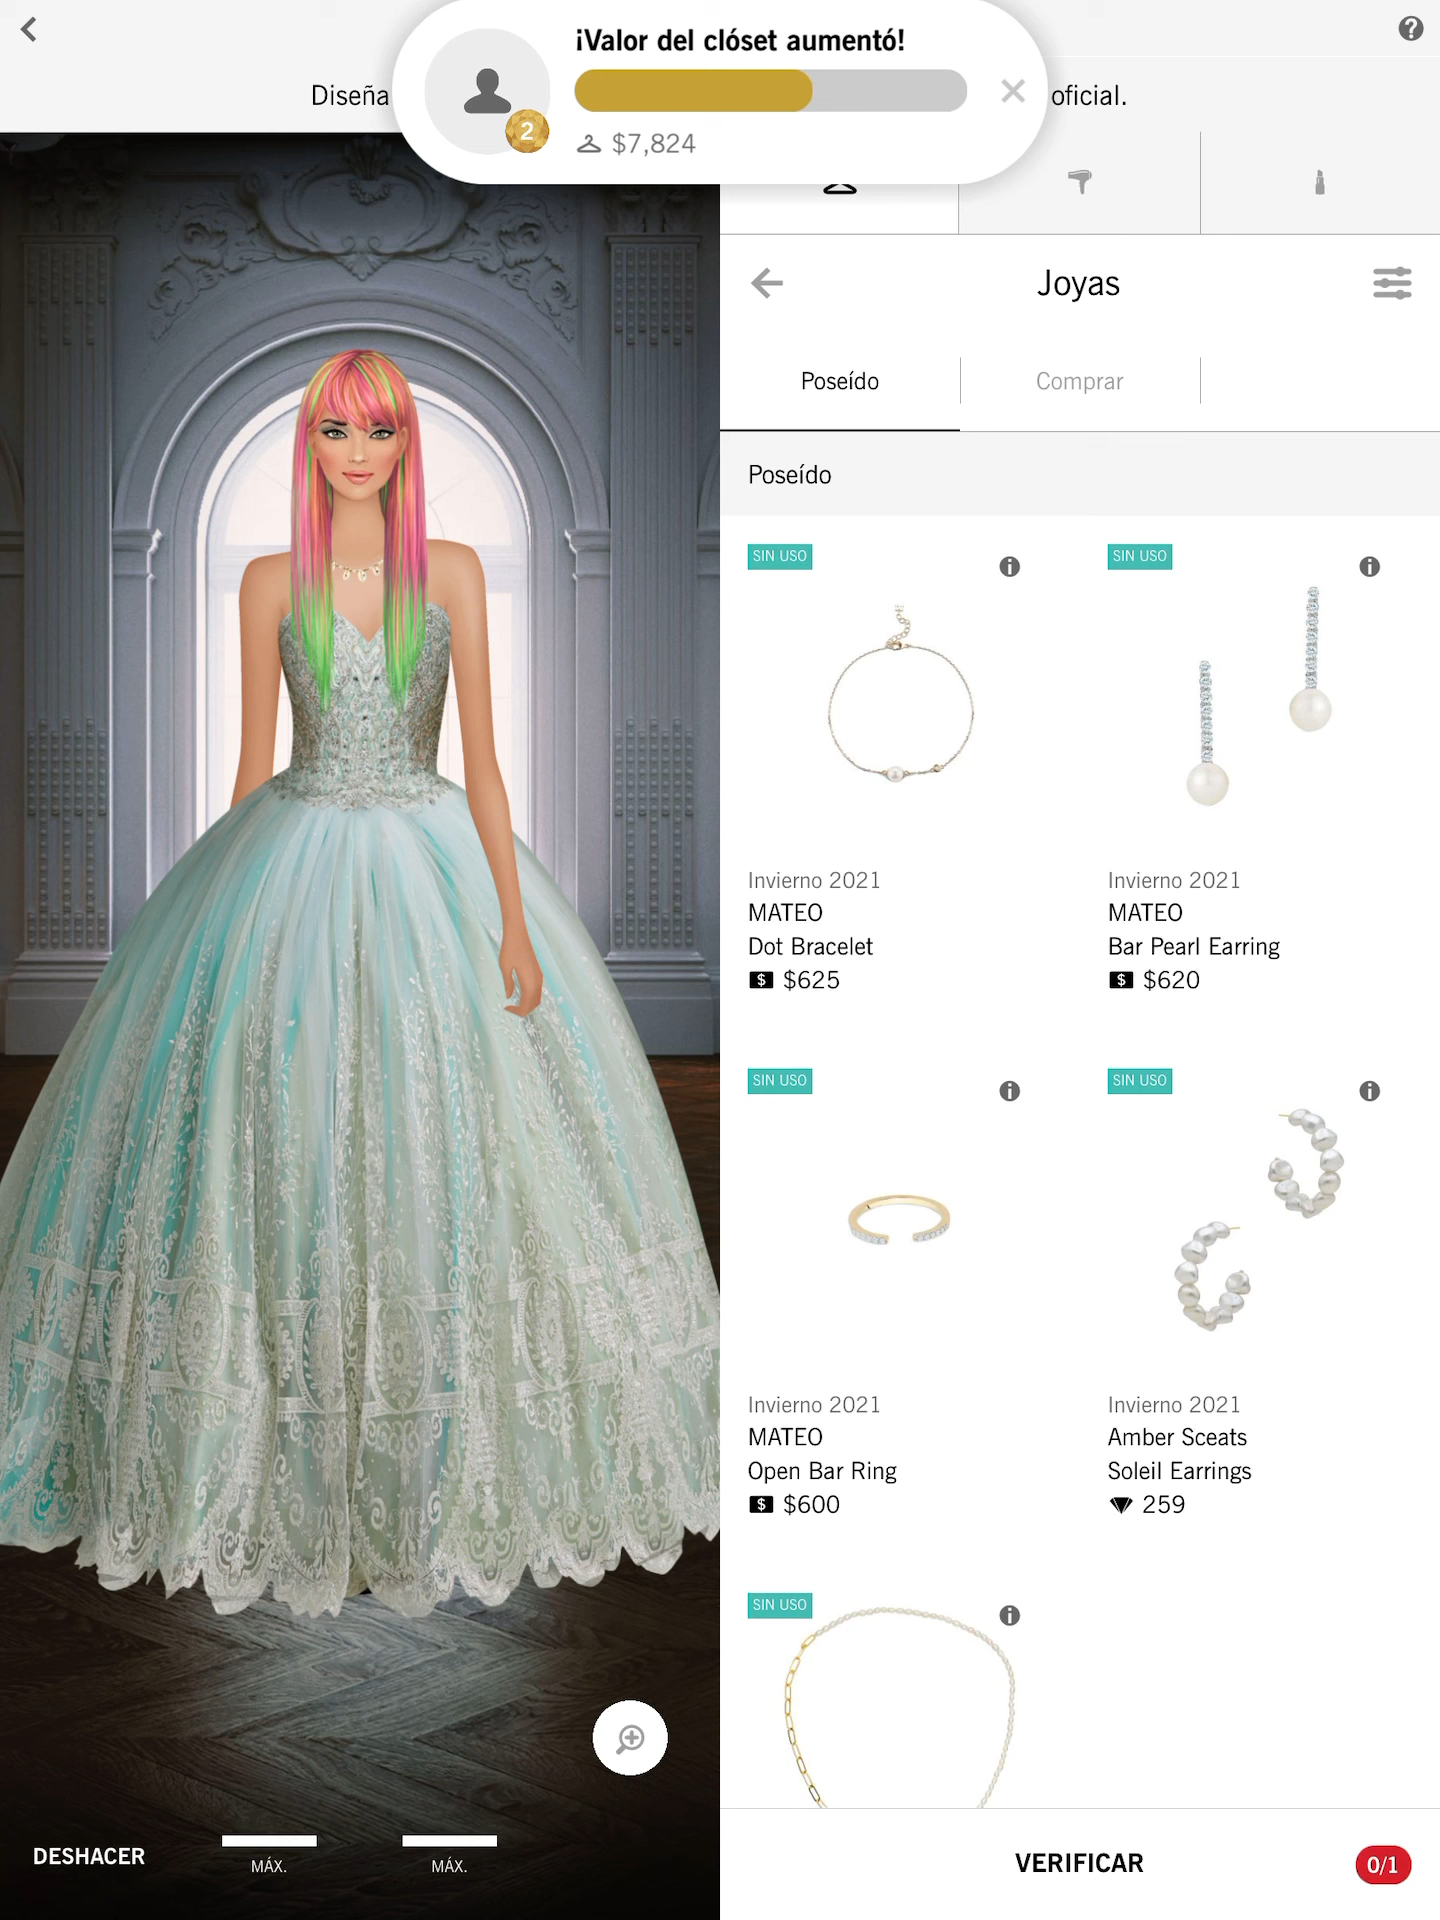 ¡Valor del clóset aumentó!
2
$7,824
Diseña
oficial.
Joyas
Poseído
Comprar
Poseído
SIN USO
SIN USO
Invierno 2021
MATEO
Dot Bracelet
$625
Invierno 2021
MATEO
Bar Pearl Earring
$620
SIN USO
SIN USO
Invierno 2021
MATEO
Open Bar Ring
$600
Invierno 2021
Amber Sceats
Soleil Earrings
259
SIN USO
DESHACER
MÁX.
MÁX.
VERIFICAR
0/1